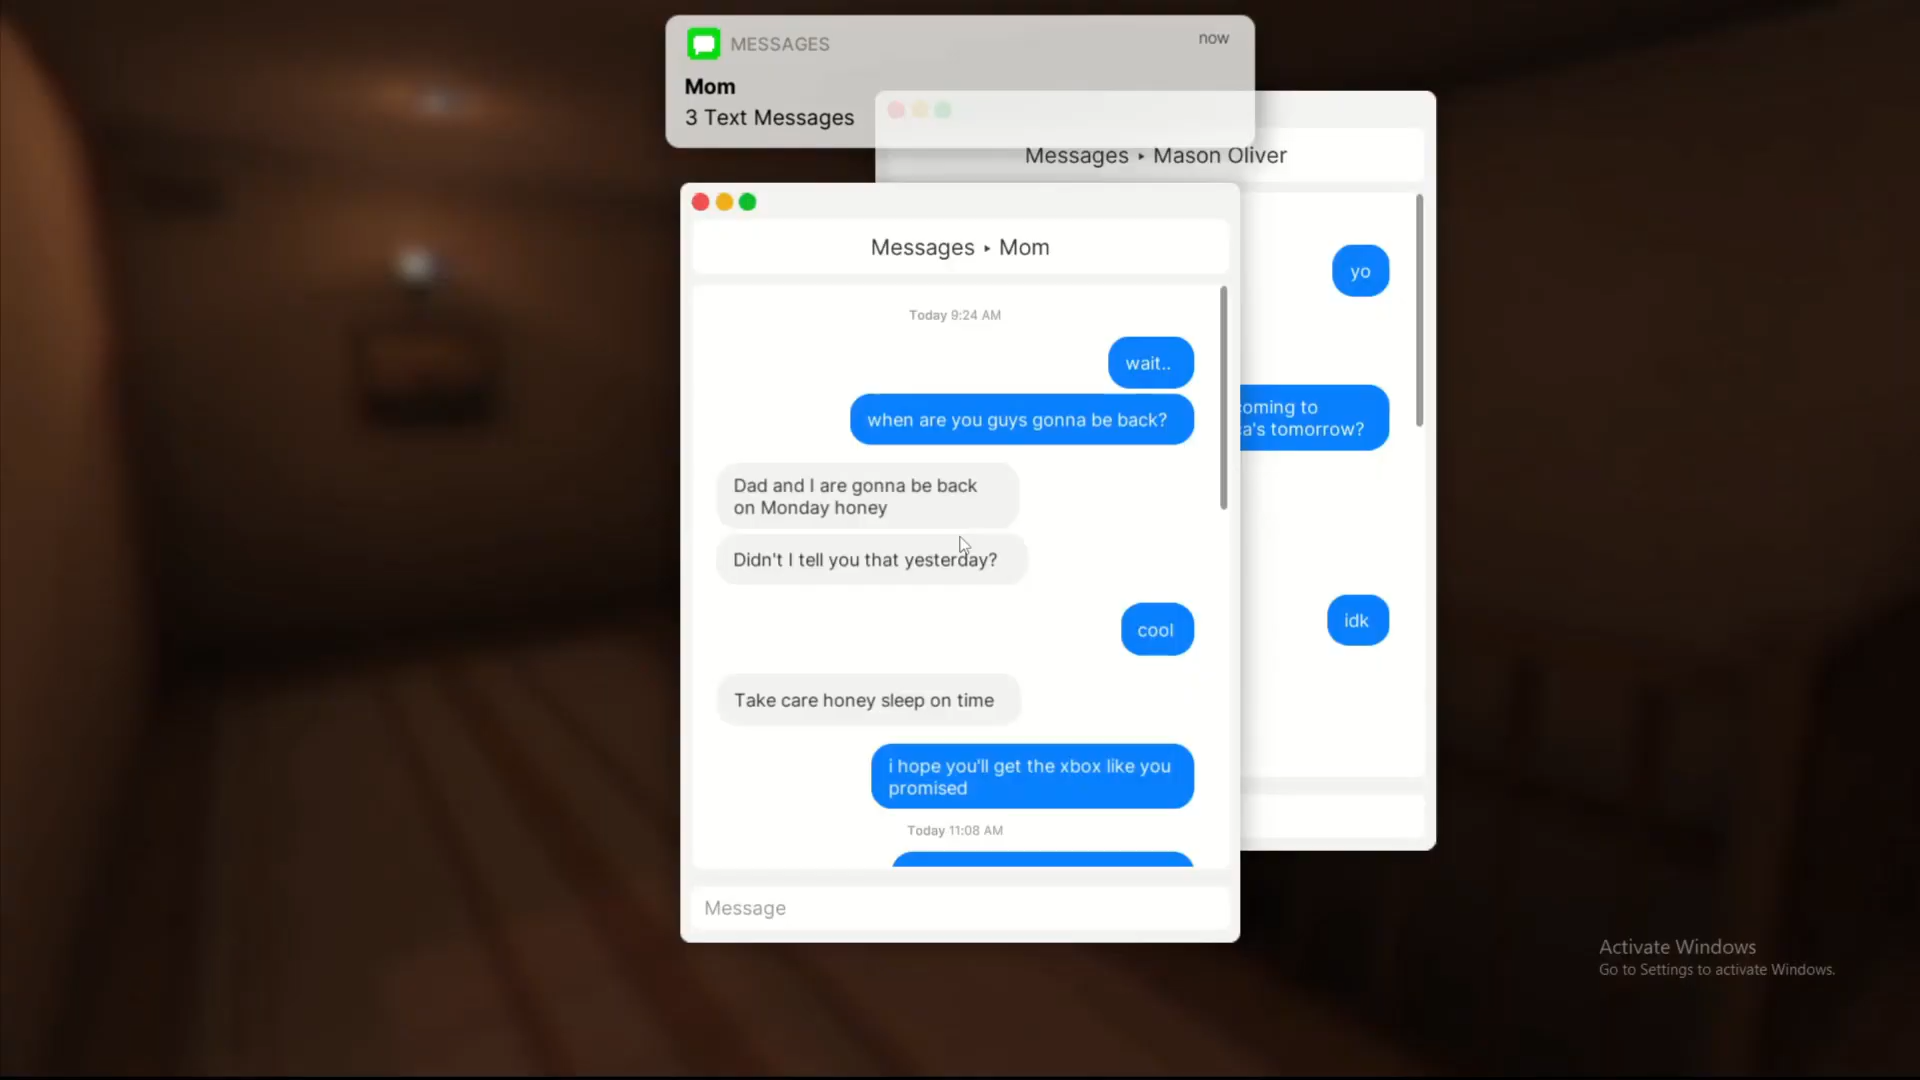 MESSAGES
now
Mom
3 Text Messages
Messages ▸ Mason Oliver
yo
coming to
a's tomorrow?
idk
Messages ▸ Mom
Today 9:24 AM
wait..
when are you guys gonna be back?
Dad and I are gonna be back
on Monday honey
Didn't I tell you that yesterday?
cool
Take care honey sleep on time
i hope you'll get the xbox like you
promised
Today 11:08 AM
Message
Activate Windows
Go to Settings to activate Windows.